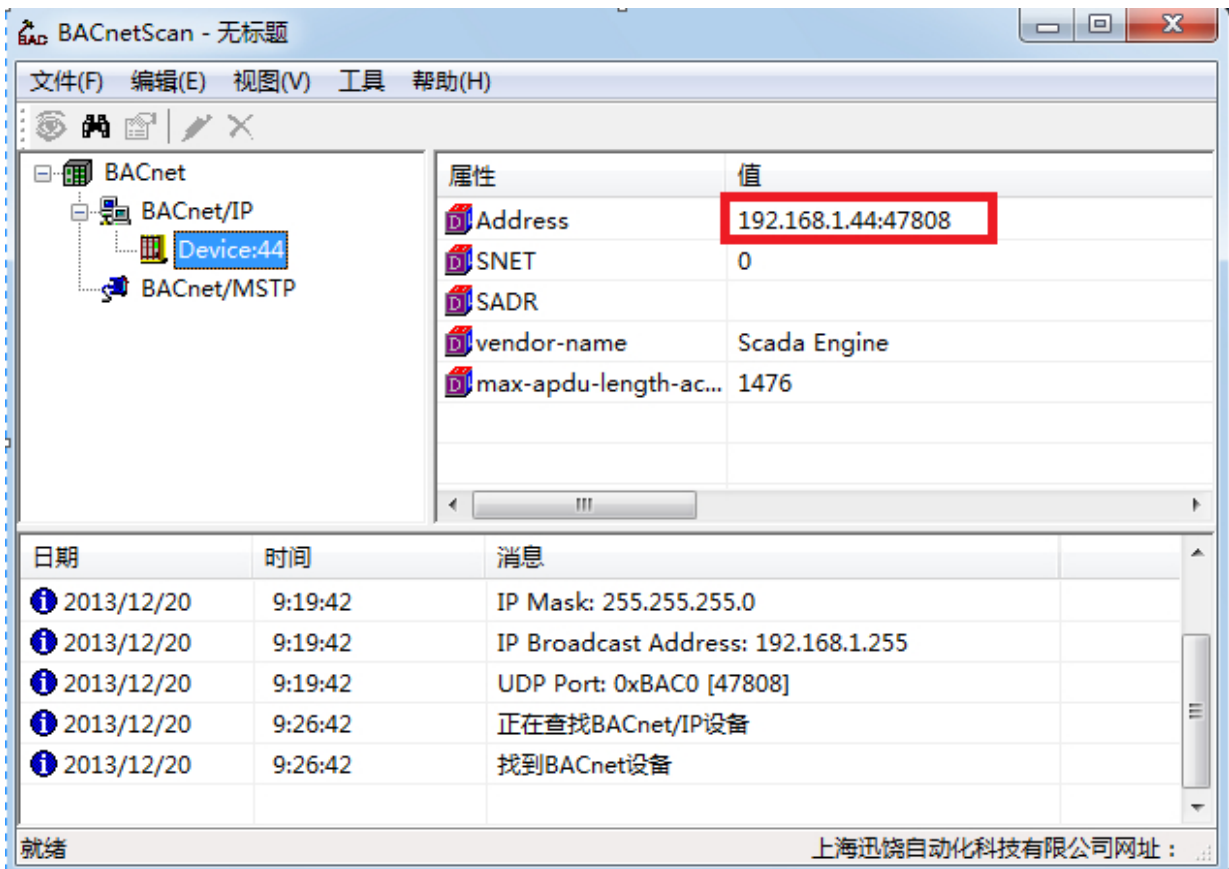 BACnetScan - 无标题
文件(F) 编辑(E) 视图(V) 工具 帮助(H)
BACnet
BACnet/IP
Device:44
BACnet/MSTP
属性 值
Address 192.168.1.44:47808
SNET 0
SADR
vendor-name Scada Engine
max-apdu-length-ac... 1476
日期 时间 消息
2013/12/20 9:19:42 IP Mask: 255.255.255.0
2013/12/20 9:19:42 IP Broadcast Address: 192.168.1.255
2013/12/20 9:19:42 UDP Port: 0xBAC0 [47808]
2013/12/20 9:26:42 正在查找BACnet/IP设备
2013/12/20 9:26:42 找到BACnet设备
就绪 上海迅饶自动化科技有限公司网址：